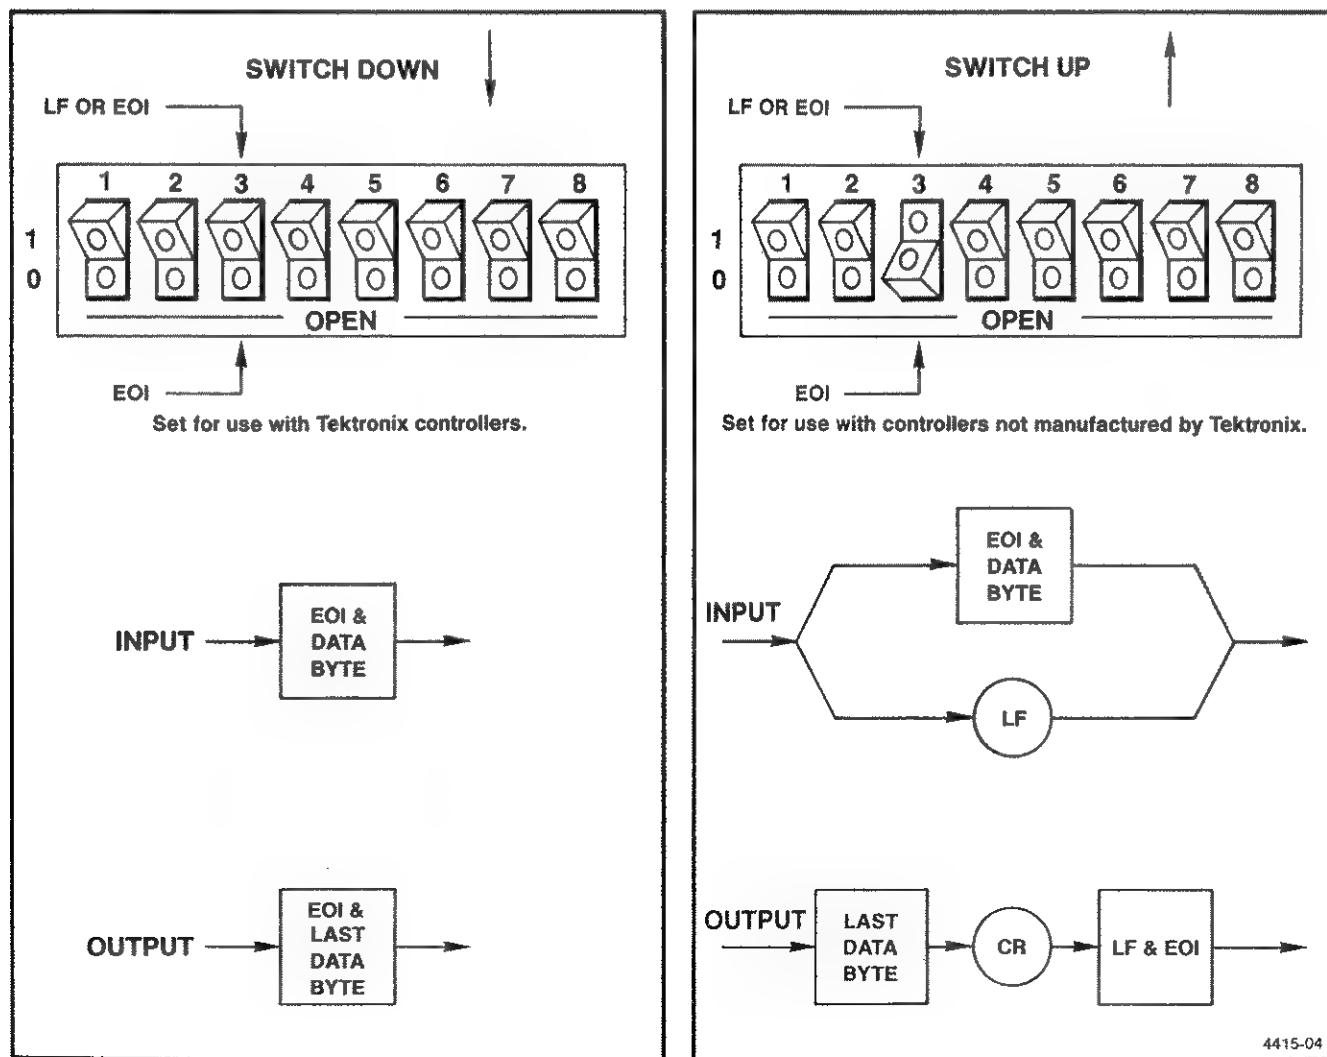 SWITCH DOWN
LF OR EOI
1 2 3 4 5 6 7 8
1
0
OPEN
EOI
Set for use with Tektronix controllers.
INPUT
EOI &
DATA
BYTE
OUTPUT
EOI &
LAST
DATA
BYTE
SWITCH UP
LF OR EOI
1 2 3 4 5 6 7 8
1
0
OPEN
EOI
Set for use with controllers not manufactured by Tektronix.
INPUT
EOI &
DATA
BYTE
LF
OUTPUT
LAST
DATA
BYTE
CR
LF & EOI
4415-04